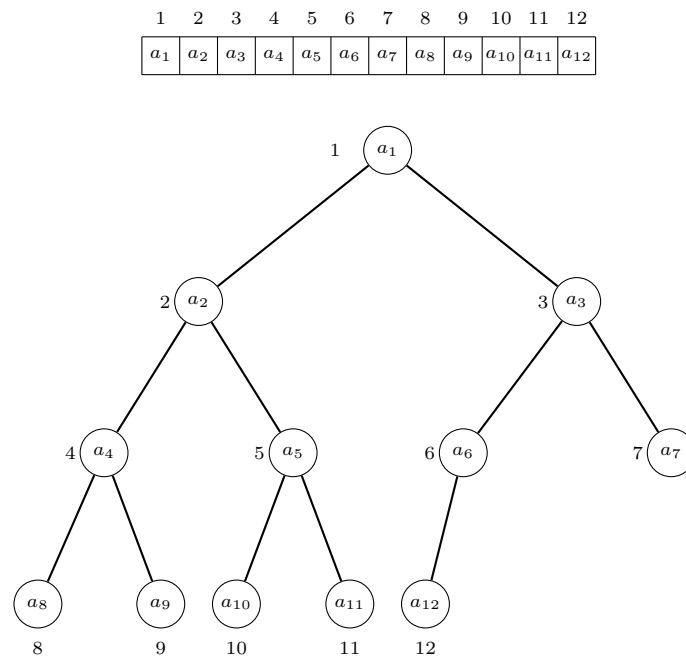 1 2 3 4 5 6 7 8 9 10 11 12
a₁ a₂ a₃ a₄ a₅ a₆ a₇ a₈ a₉ a₁₀ a₁₁ a₁₂
1 a₁
2 a₂ 3 a₃
4 a₄ 5 a₅ 6 a₆ 7 a₇
a₈ a₉ a₁₀ a₁₁ a₁₂
8 9 10 11 12